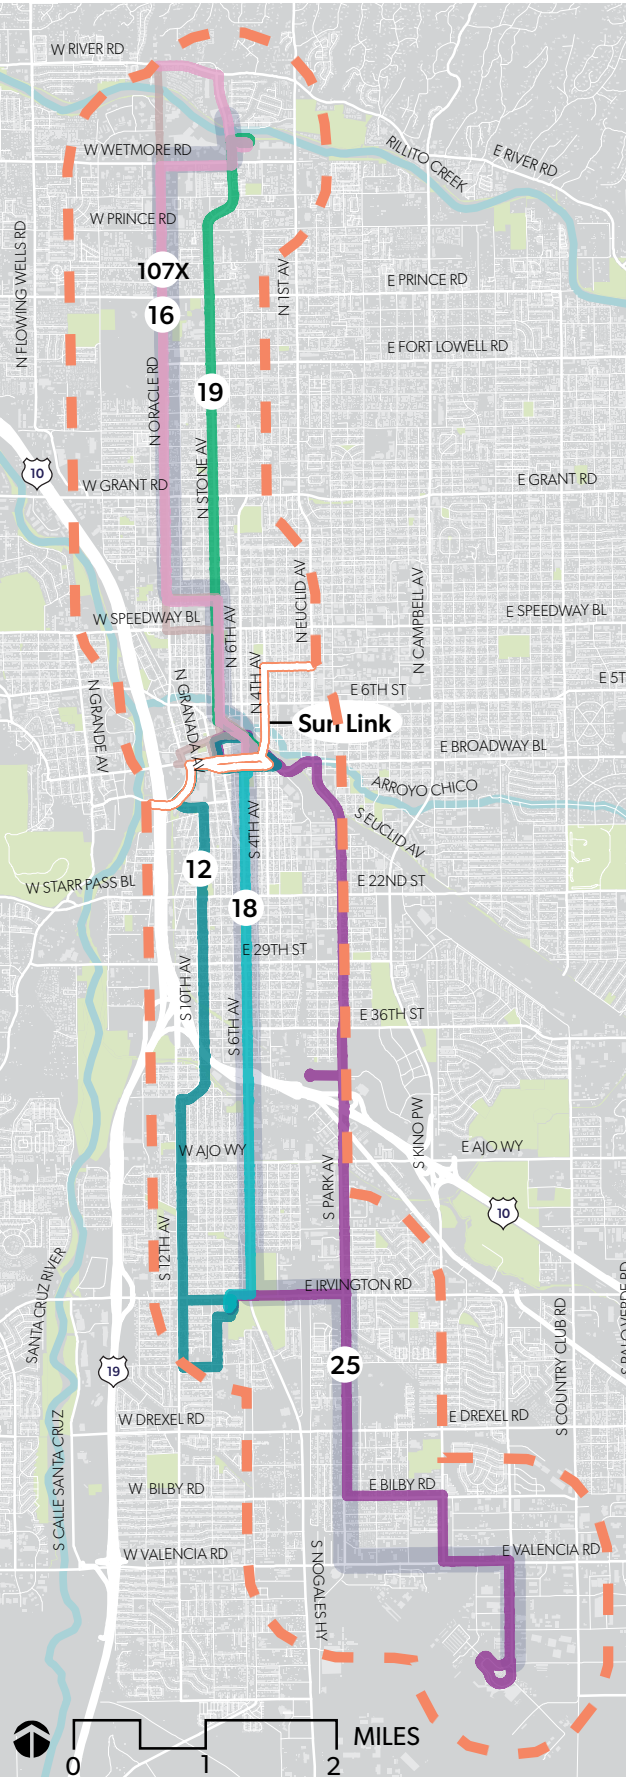 W RIVER RD
W WETMORE RD
RILLITO CREEK
E RIVER RD
W PRINCE RD
N FLOWING WELLS RD
107X
N 1ST AV
E PRINCE RD
16
E FORT LOWELL RD
N ORACLE RD
19
N STONE AV
10
W GRANT RD
E GRANT RD
N EUCLID AV
N CAMPBELL AV
W SPEEDWAY BL
E SPEEDWAY BL
N 6TH AV
N 4TH AV
N GRANDE AV
N GRANADA AV
E 6TH ST
E 5T
Sun Link
E BROADWAY BL
ARROYO CHICO
S 4TH AV
S EUCLID AV
12
W STARR PASS BL
E 22ND ST
18
E 29TH ST
S 10TH AV
S 6TH AV
E 36TH ST
W AJO WY
E AJO WY
S KINO PW
S PARK AV
10
S 12TH AV
SANTA CRUZ RIVER
E IRVINGTON RD
S COUNTRY CLUB RD
S PALO VERDE RD
19
25
W DREXEL RD
E DREXEL RD
S CALLE SANTA CRUZ
W BILBY RD
E BILBY RD
W VALENCIA RD
E VALENCIA RD
S NOGALES HY
MILES
0 1 2